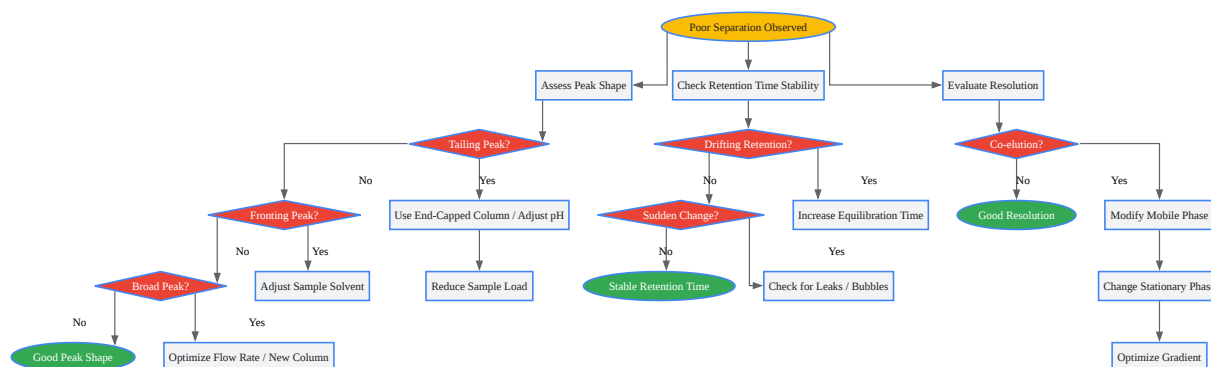 Poor Separation Observed
Assess Peak Shape
Check Retention Time Stability
Evaluate Resolution
Tailing Peak?
Drifting Retention?
Co-elution?
No
Yes
No
Yes
No
Yes
Fronting Peak?
Use End-Capped Column / Adjust pH
Sudden Change?
Increase Equilibration Time
Good Resolution
Modify Mobile Phase
No
Yes
No
Yes
Broad Peak?
Adjust Sample Solvent
Reduce Sample Load
Stable Retention Time
Check for Leaks / Bubbles
Change Stationary Phase
No
Yes
Good Peak Shape
Optimize Flow Rate / New Column
Optimize Gradient